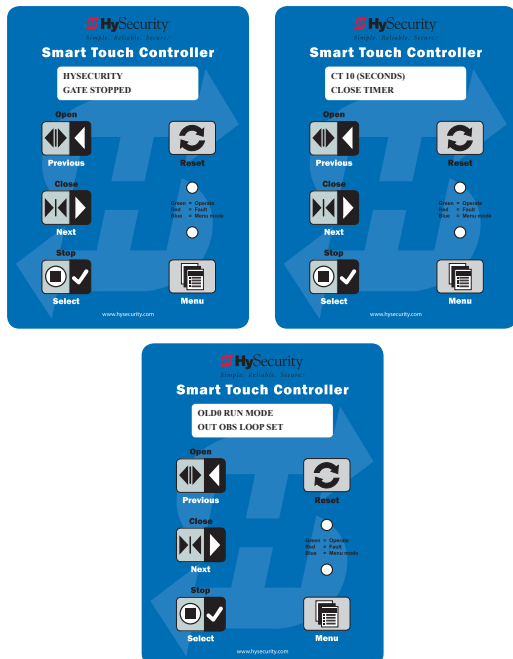 HySecurity
Simple. Reliable. Secure.
Smart Touch Controller
HYSECURITY
GATE STOPPED
Open
Previous
Reset
Close
Next
Green = Operate
Red = Fault
Blue = Menu mode
Stop
Select
Menu
www.hysecurity.com
HySecurity
Simple. Reliable. Secure.
Smart Touch Controller
CT 10 (SECONDS)
CLOSE TIMER
Open
Previous
Reset
Close
Next
Green = Operate
Red = Fault
Blue = Menu mode
Stop
Select
Menu
www.hysecurity.com
HySecurity
Simple. Reliable. Secure.
Smart Touch Controller
OLD0 RUN MODE
OUT OBS LOOP SET
Open
Previous
Reset
Close
Next
Green = Operate
Red = Fault
Blue = Menu mode
Stop
Select
Menu
www.hysecurity.com